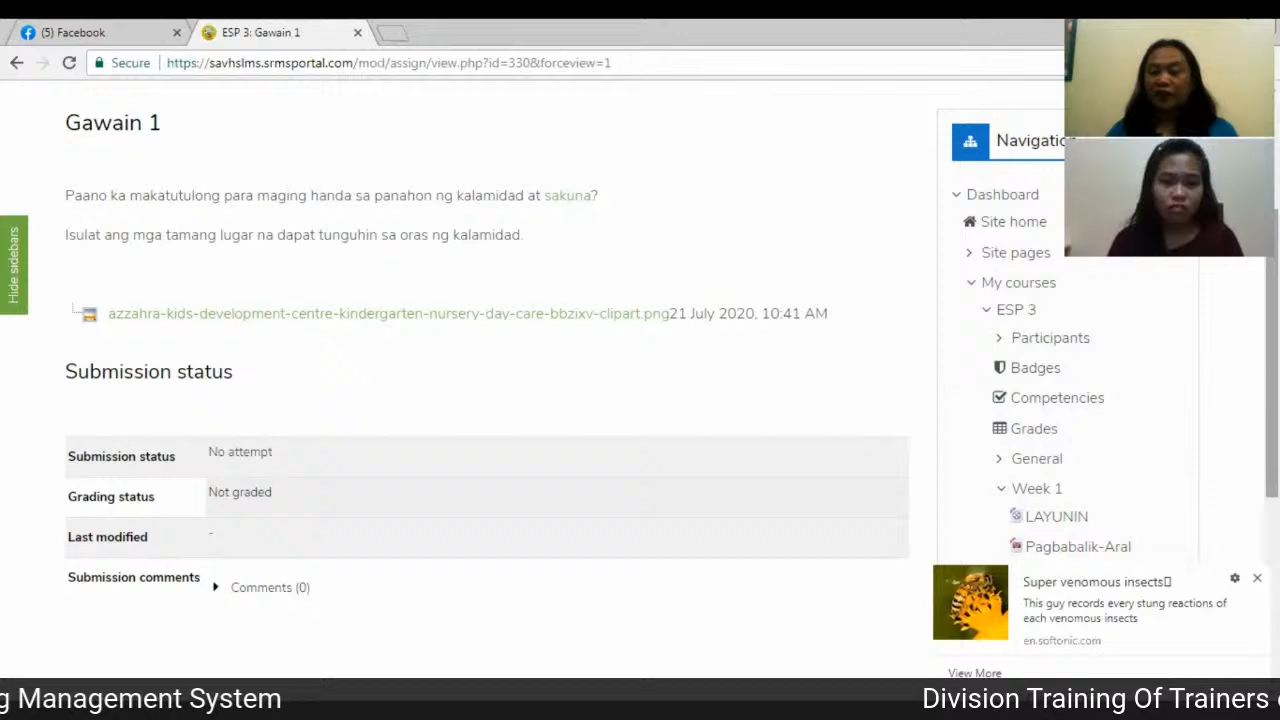 (5) Facebook
ESP 3: Gawain 1
Secure
https://savhslms.srmsportal.com/mod/assign/view.php?id=330&forceview=1
Gawain 1
Paano ka makatutulong para maging handa sa panahon ng kalamidad at sakuna?
Isulat ang mga tamang lugar na dapat tunguhin sa oras ng kalamidad.
Hide sidebars
azzahra-kids-development-centre-kindergarten-nursery-day-care-bbzixv-clipart.png21 July 2020, 10:41 AM
Submission status
Submission status No attempt
Grading status Not graded
Last modified -
Submission comments Comments (0)
Navigation
Dashboard
Site home
Site pages
My courses
ESP 3
Participants
Badges
Competencies
Grades
General
Week 1
LAYUNIN
Pagbabalik-Aral
Super venomous insects
This guy records every stung reactions of
each venomous insects
en.softonic.com
View More
g Management System
Division Training Of Trainers